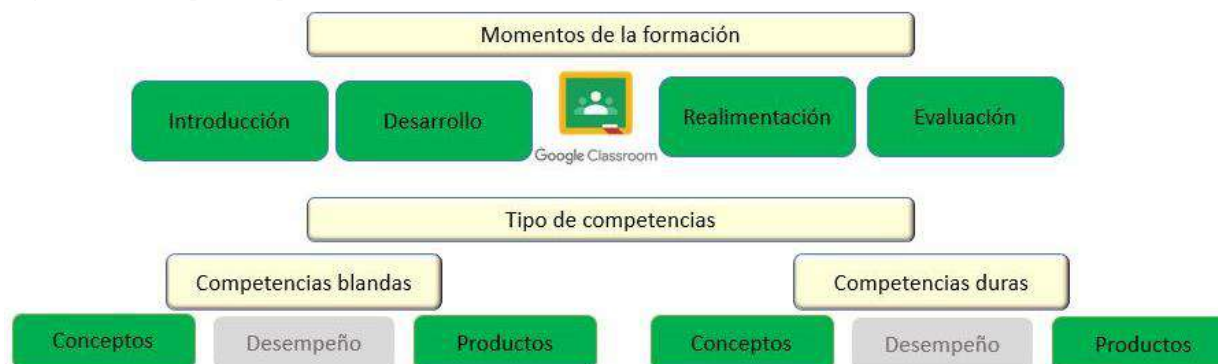 Momentos de la formación
Introducción
Desarrollo
Google Classroom
Realimentación
Evaluación
Tipo de competencias
Competencias blandas
Competencias duras
Conceptos
Desempeño
Productos
Conceptos
Desempeño
Productos